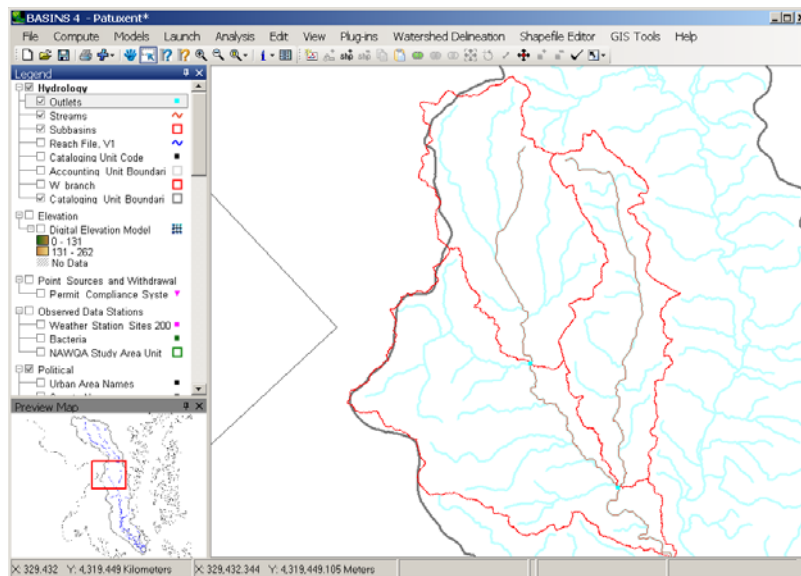 BASINS 4 - Patuxent*
File Compute Models Launch Analysis Edit View Plug-ins Watershed Delineation Shapefile Editor GIS Tools Help
Legend
Hydrology
Outlets
Streams
Subbasins
Reach File, V1
Cataloging Unit Code
Accounting Unit Boundari
W branch
Cataloging Unit Boundari
Elevation
Digital Elevation Model
0 - 131
131 - 262
No Data
Point Sources and Withdrawal
Permit Compliance Syste
Observed Data Stations
Weather Station Sites 200
Bacteria
NAWQA Study Area Unit
Political
Urban Area Names
Preview Map
X: 329.432 Y: 4,319.449 Kilometers X: 329,432.344 Y: 4,319,449.105 Meters